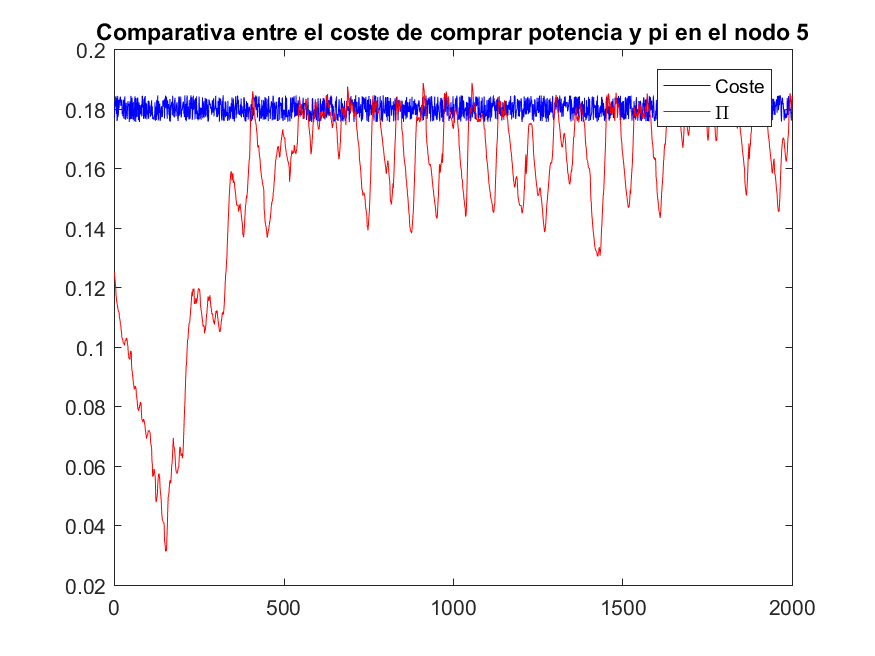 Comparativa entre el coste de comprar potencia y pi en el nodo 5
0.2
0.18
0.16
0.14
0.12
0.1
0.08
0.06
0.04
0.02
0 500 1000 1500 2000
Coste
Π